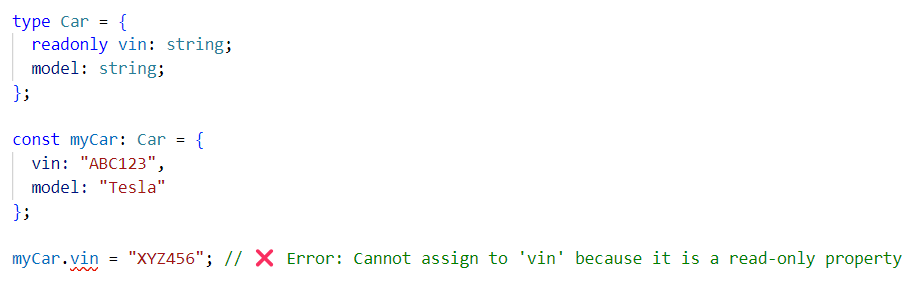 type Car = {
  readonly vin: string;
  model: string;
};

const myCar: Car = {
  vin: "ABC123",
  model: "Tesla"
};

myCar.vin = "XYZ456"; // ❌ Error: Cannot assign to 'vin' because it is a read-only property